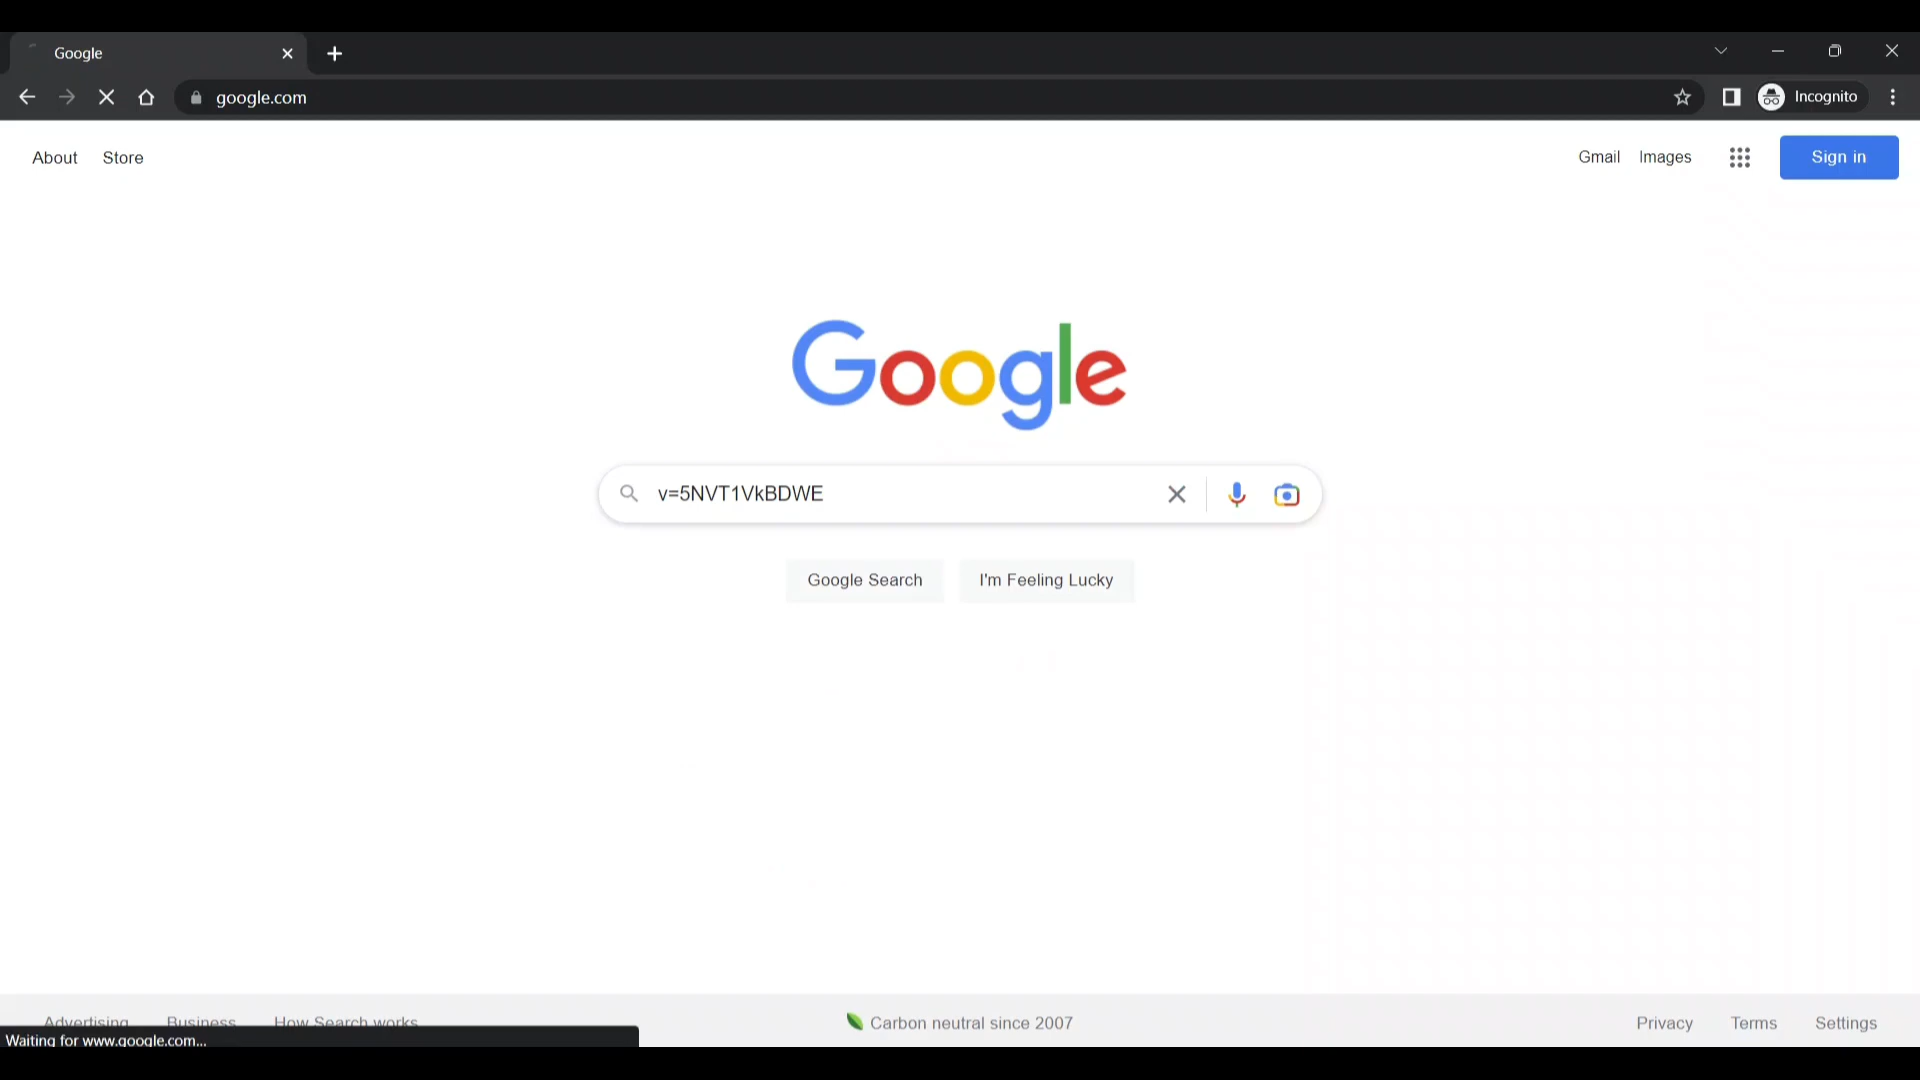 Google
google.com
Incognito
About Store
Gmail Images
Sign in
Google
v=5NVT1VkBDWE
Google Search I'm Feeling Lucky
Advertising Business How Search works
Carbon neutral since 2007
Privacy Terms Settings
Waiting for www.google.com...